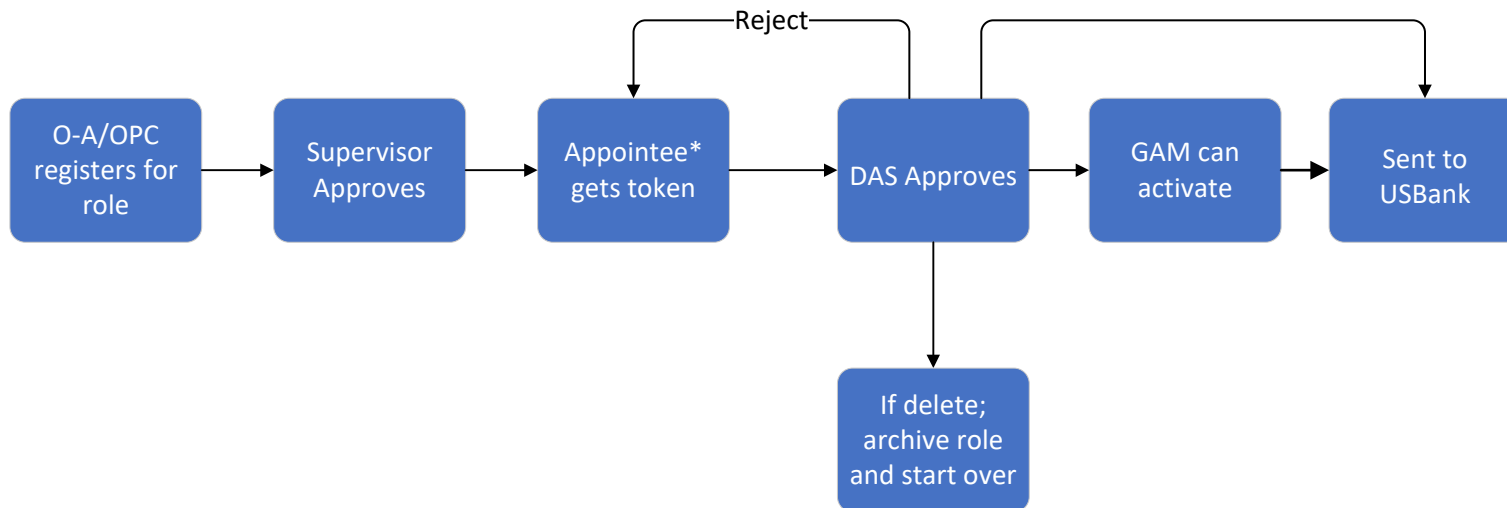 Reject
O-A/OPC
registers for
role
Supervisor
Approves
Appointee*
gets token
DAS Approves
GAM can
activate
Sent to
USBank
If delete;
archive role
and start over